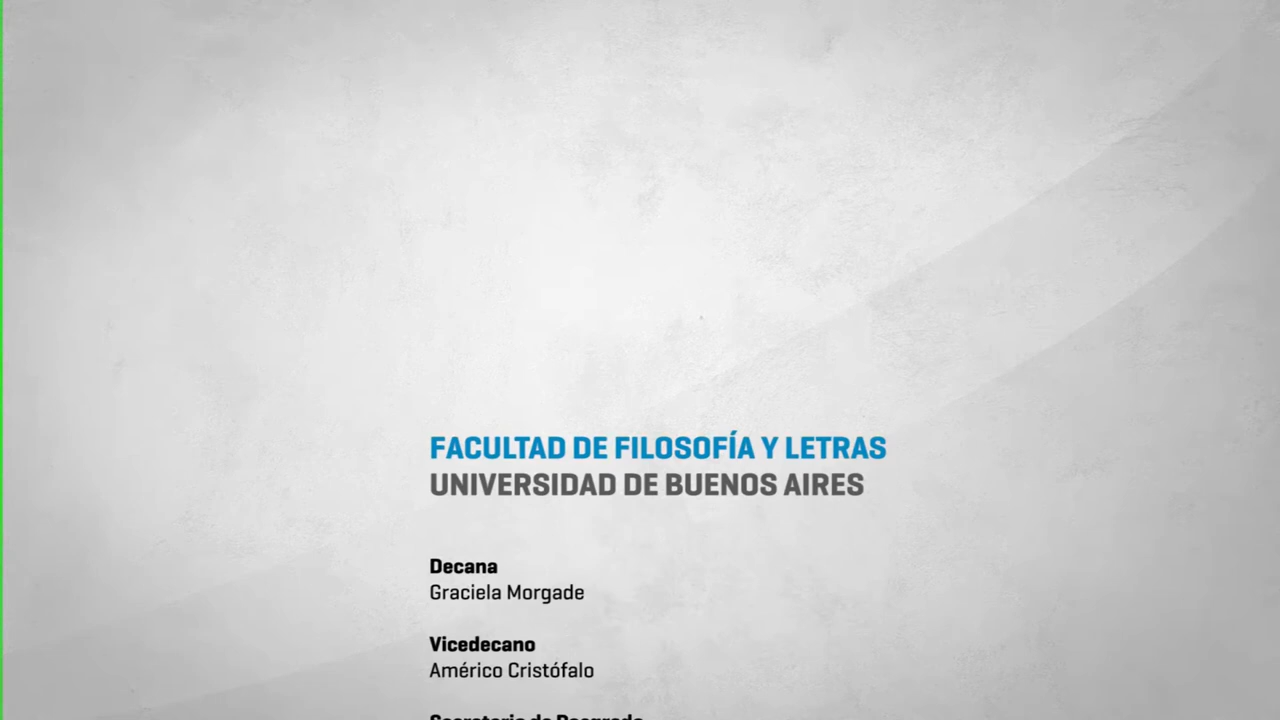 FACULTAD DE FILOSOFÍA Y LETRAS
UNIVERSIDAD DE BUENOS AIRES
Decana
Graciela Morgade
Vicedecano
Américo Cristófalo